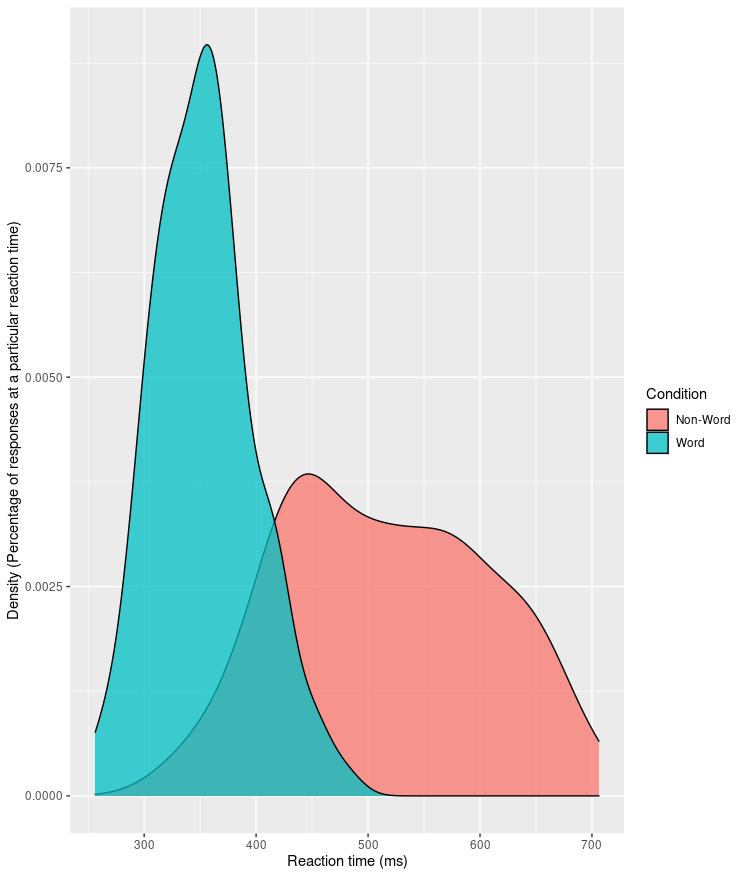 Density (Percentage of responses at a particular reaction time)
0.0075
0.0050
0.0025
0.0000
300 400 500 600 700
Reaction time (ms)
Condition
Non-Word
Word